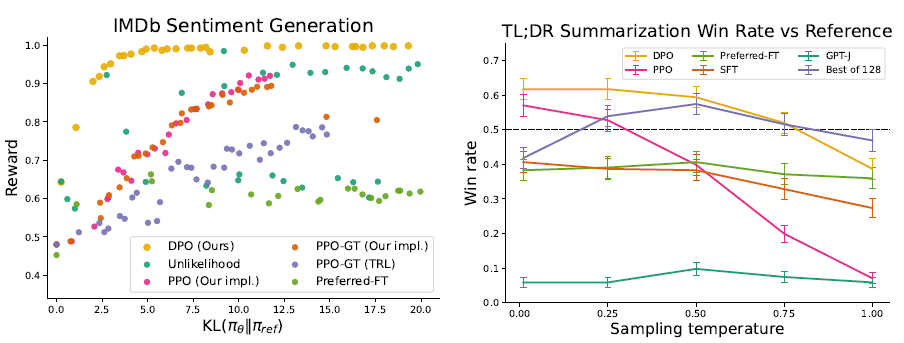 IMDb Sentiment Generation
1.0
0.9
0.8
0.7
0.6
0.5
0.4
Reward
0.0 2.5 5.0 7.5 10.0 12.5 15.0 17.5 20.0
KL(πθ‖πref)
DPO (Ours)
Unlikelihood
PPO (Our impl.)
PPO-GT (Our impl.)
PPO-GT (TRL)
Preferred-FT
TL;DR Summarization Win Rate vs Reference
0.7
0.6
0.5
0.4
0.3
0.2
0.1
0.0
Win rate
0.00 0.25 0.50 0.75 1.00
Sampling temperature
DPO
PPO
Preferred-FT
SFT
GPT-J
Best of 128